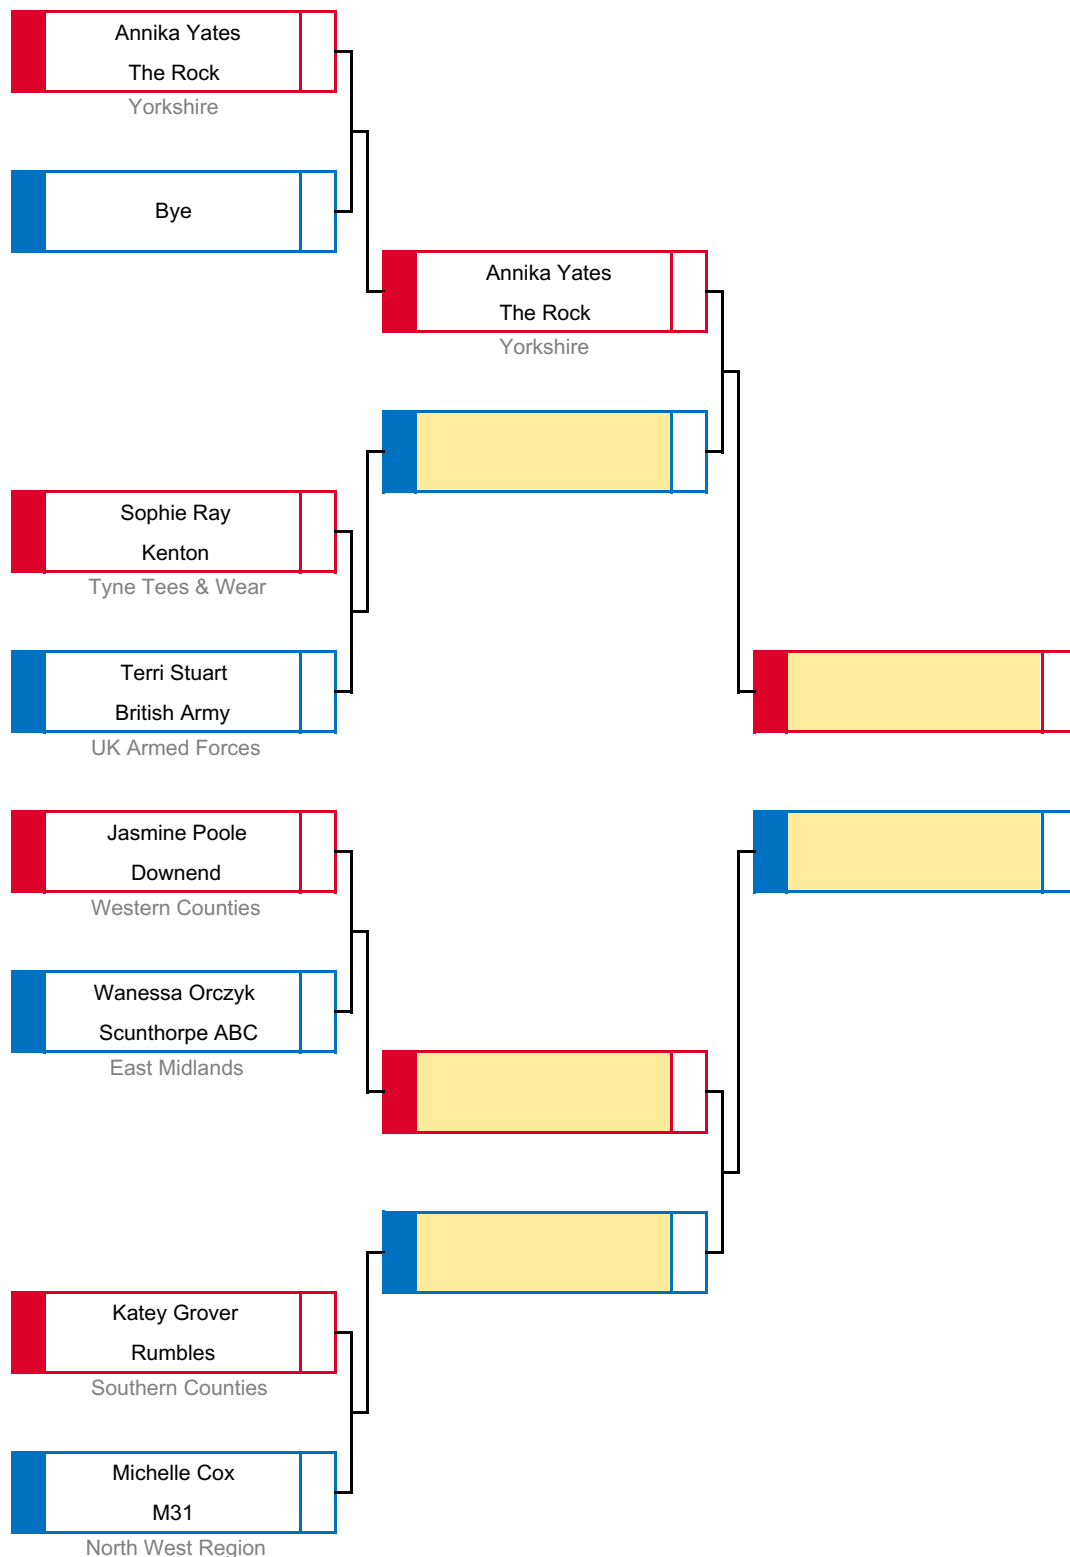 Annika Yates
The Rock
Yorkshire
Bye
Annika Yates
The Rock
Yorkshire
Sophie Ray
Kenton
Tyne Tees & Wear
Terri Stuart
British Army
UK Armed Forces
Jasmine Poole
Downend
Western Counties
Wanessa Orczyk
Scunthorpe ABC
East Midlands
Katey Grover
Rumbles
Southern Counties
Michelle Cox
M31
North West Region